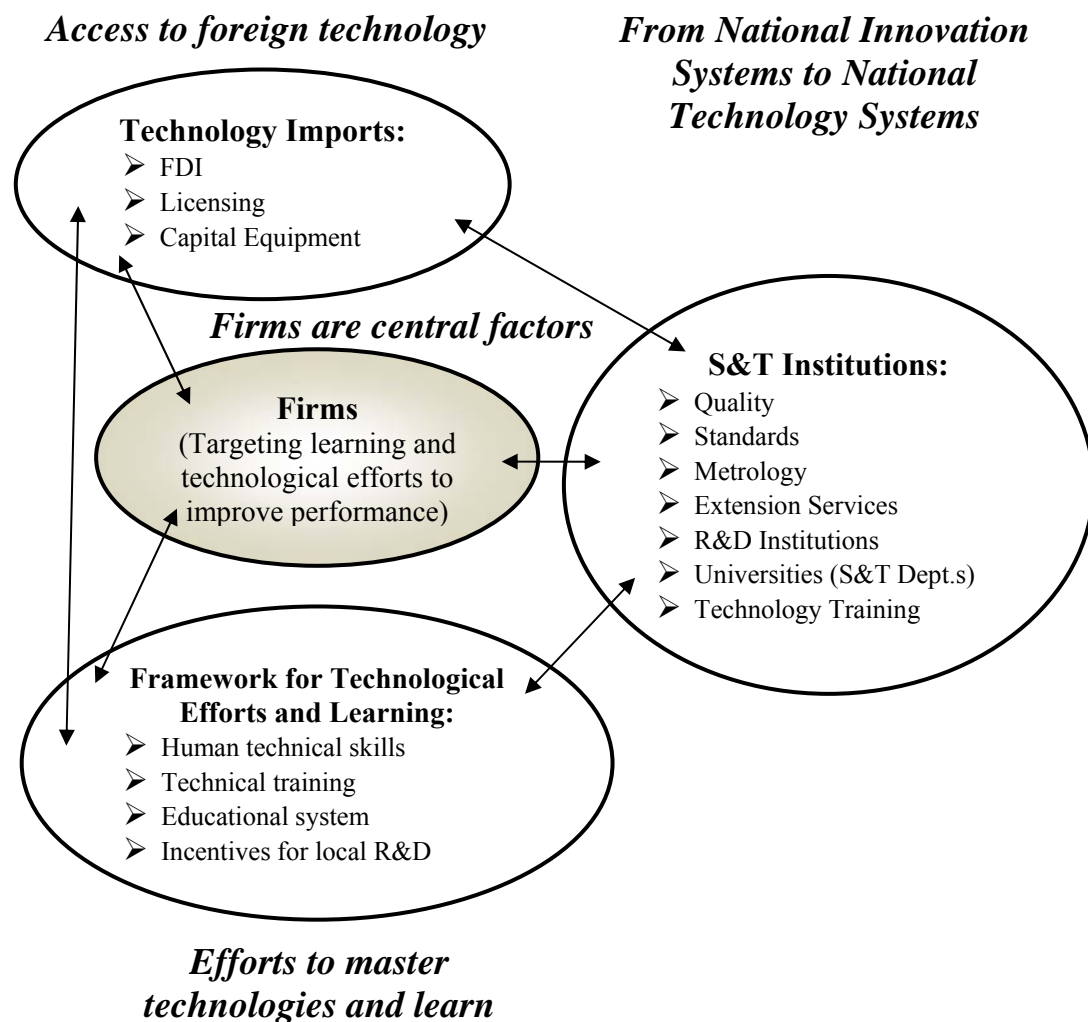 Access to foreign technology
From National Innovation
Systems to National
Technology Systems
Technology Imports:
➢ FDI
➢ Licensing
➢ Capital Equipment
Firms are central factors
Firms
(Targeting learning and
technological efforts to
improve performance)
S&T Institutions:
➢ Quality
➢ Standards
➢ Metrology
➢ Extension Services
➢ R&D Institutions
➢ Universities (S&T Dept.s)
➢ Technology Training
Framework for Technological
Efforts and Learning:
➢ Human technical skills
➢ Technical training
➢ Educational system
➢ Incentives for local R&D
Efforts to master
technologies and learn